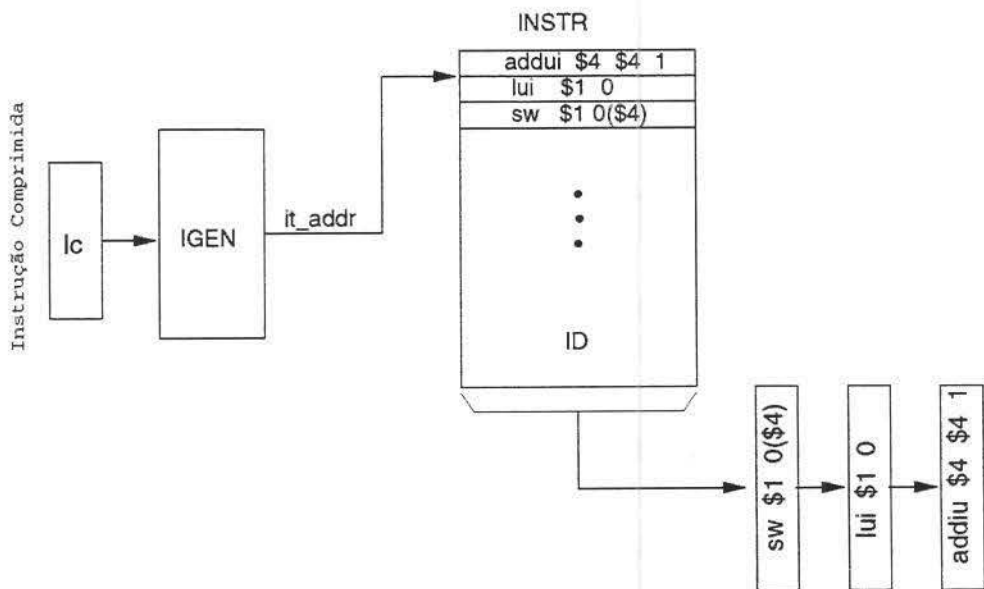 INSTR
addui $4 $4 1
lui $1 0
sw $1 0($4)
Instrução Comprimida
Ic
IGEN
it_addr
ID
sw $1 0($4)
lui $1 0
addiu $4 $4 1